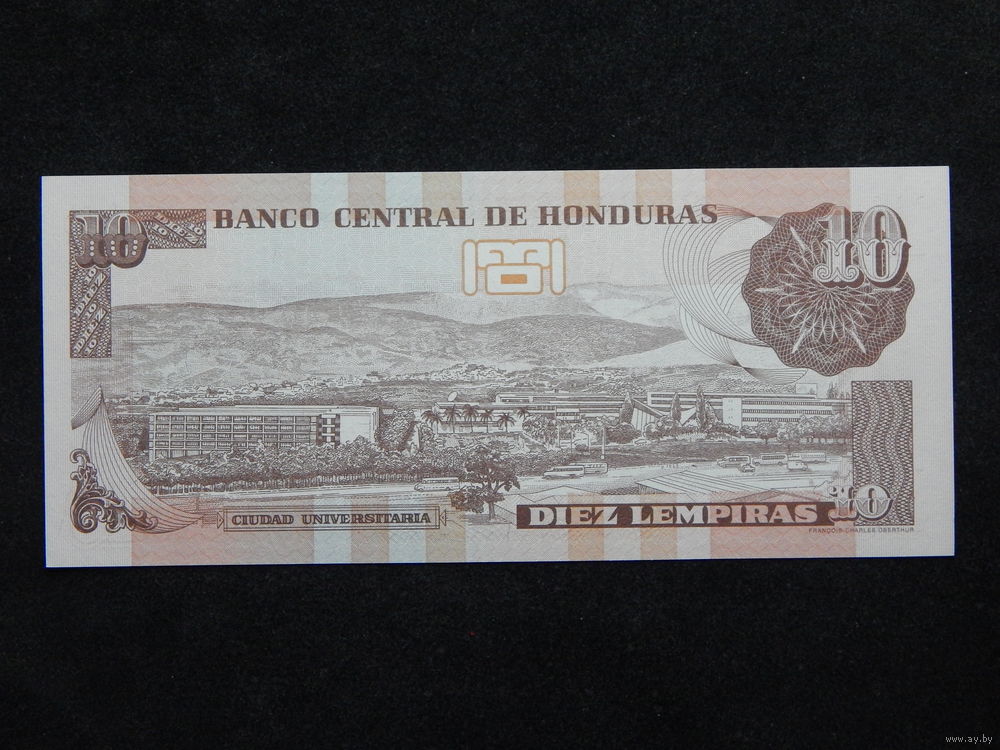 10
BANCO CENTRAL DE HONDURAS
10
CIUDAD UNIVERSITARIA
DIEZ LEMPIRAS
10
FRANÇOIS-CHARLES OBERTHUR
www.ay.by